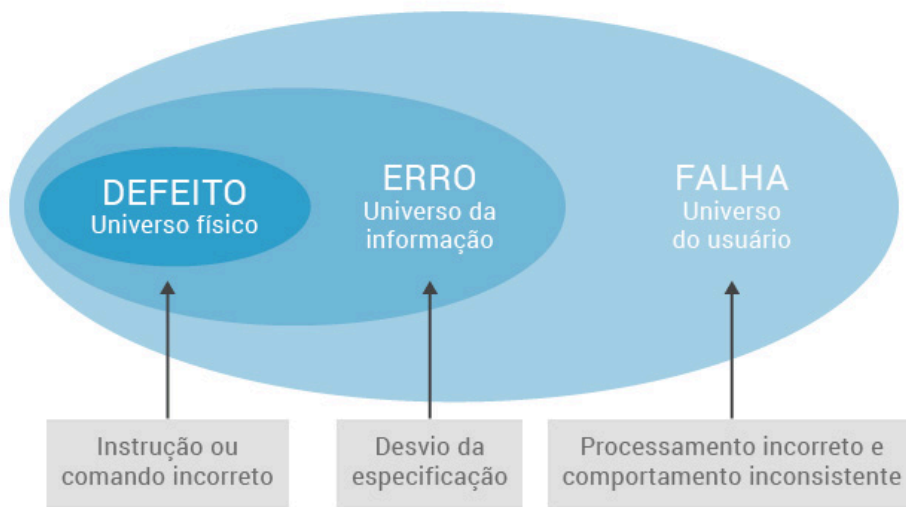 DEFEITO
Universo físico
ERRO
Universo da
informação
FALHA
Universo
do usuário
Instrução ou
comando incorreto
Desvio da
especificação
Processamento incorreto e
comportamento inconsistente